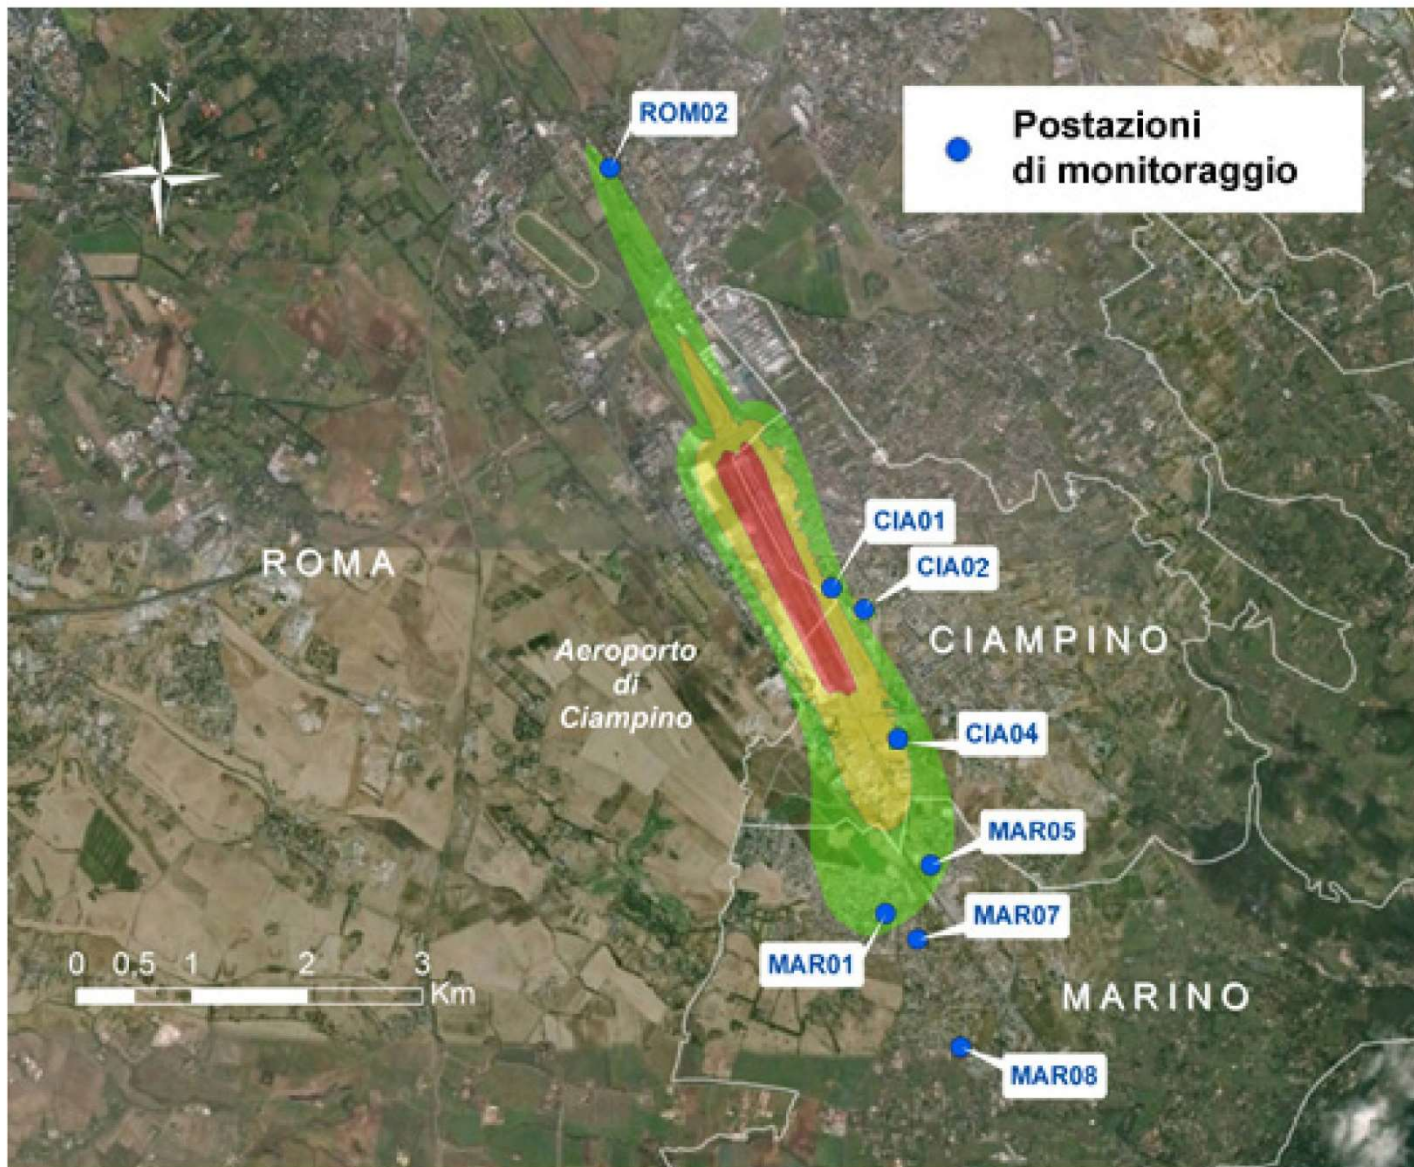 N
ROM02
Postazioni
di monitoraggio
CIA01
CIA02
ROMA
CIAMPINO
Aeroporto
di
Ciampino
CIA04
MAR05
MAR07
MAR01
0 0,5 1 2 3
Km
MARINO
MAR08